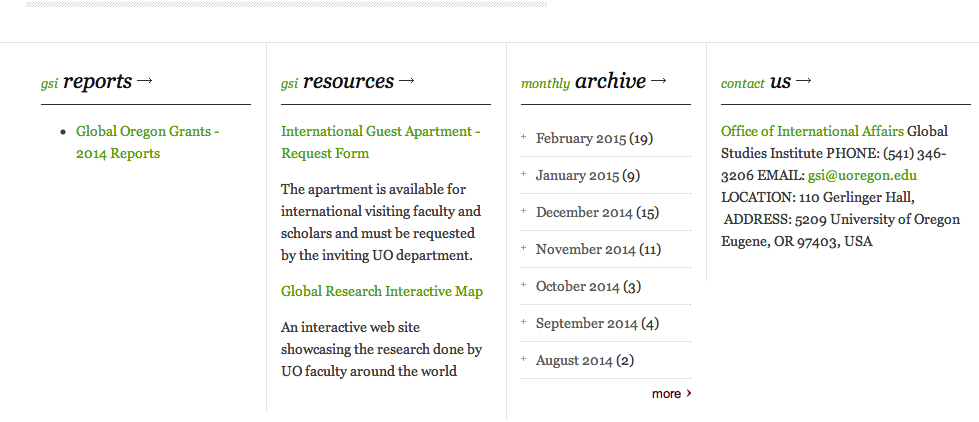 gsi reports →
Global Oregon Grants -
2014 Reports
gsi resources →
International Guest Apartment -
Request Form
The apartment is available for
international visiting faculty and
scholars and must be requested
by the inviting UO department.
Global Research Interactive Map
An interactive web site
showcasing the research done by
UO faculty around the world
monthly archive →
February 2015 (19)
January 2015 (9)
December 2014 (15)
November 2014 (11)
October 2014 (3)
September 2014 (4)
August 2014 (2)
more ›
contact us →
Office of International Affairs Global
Studies Institute PHONE: (541) 346-
3206 EMAIL: gsi@uoregon.edu
LOCATION: 110 Gerlinger Hall,
ADDRESS: 5209 University of Oregon
Eugene, OR 97403, USA